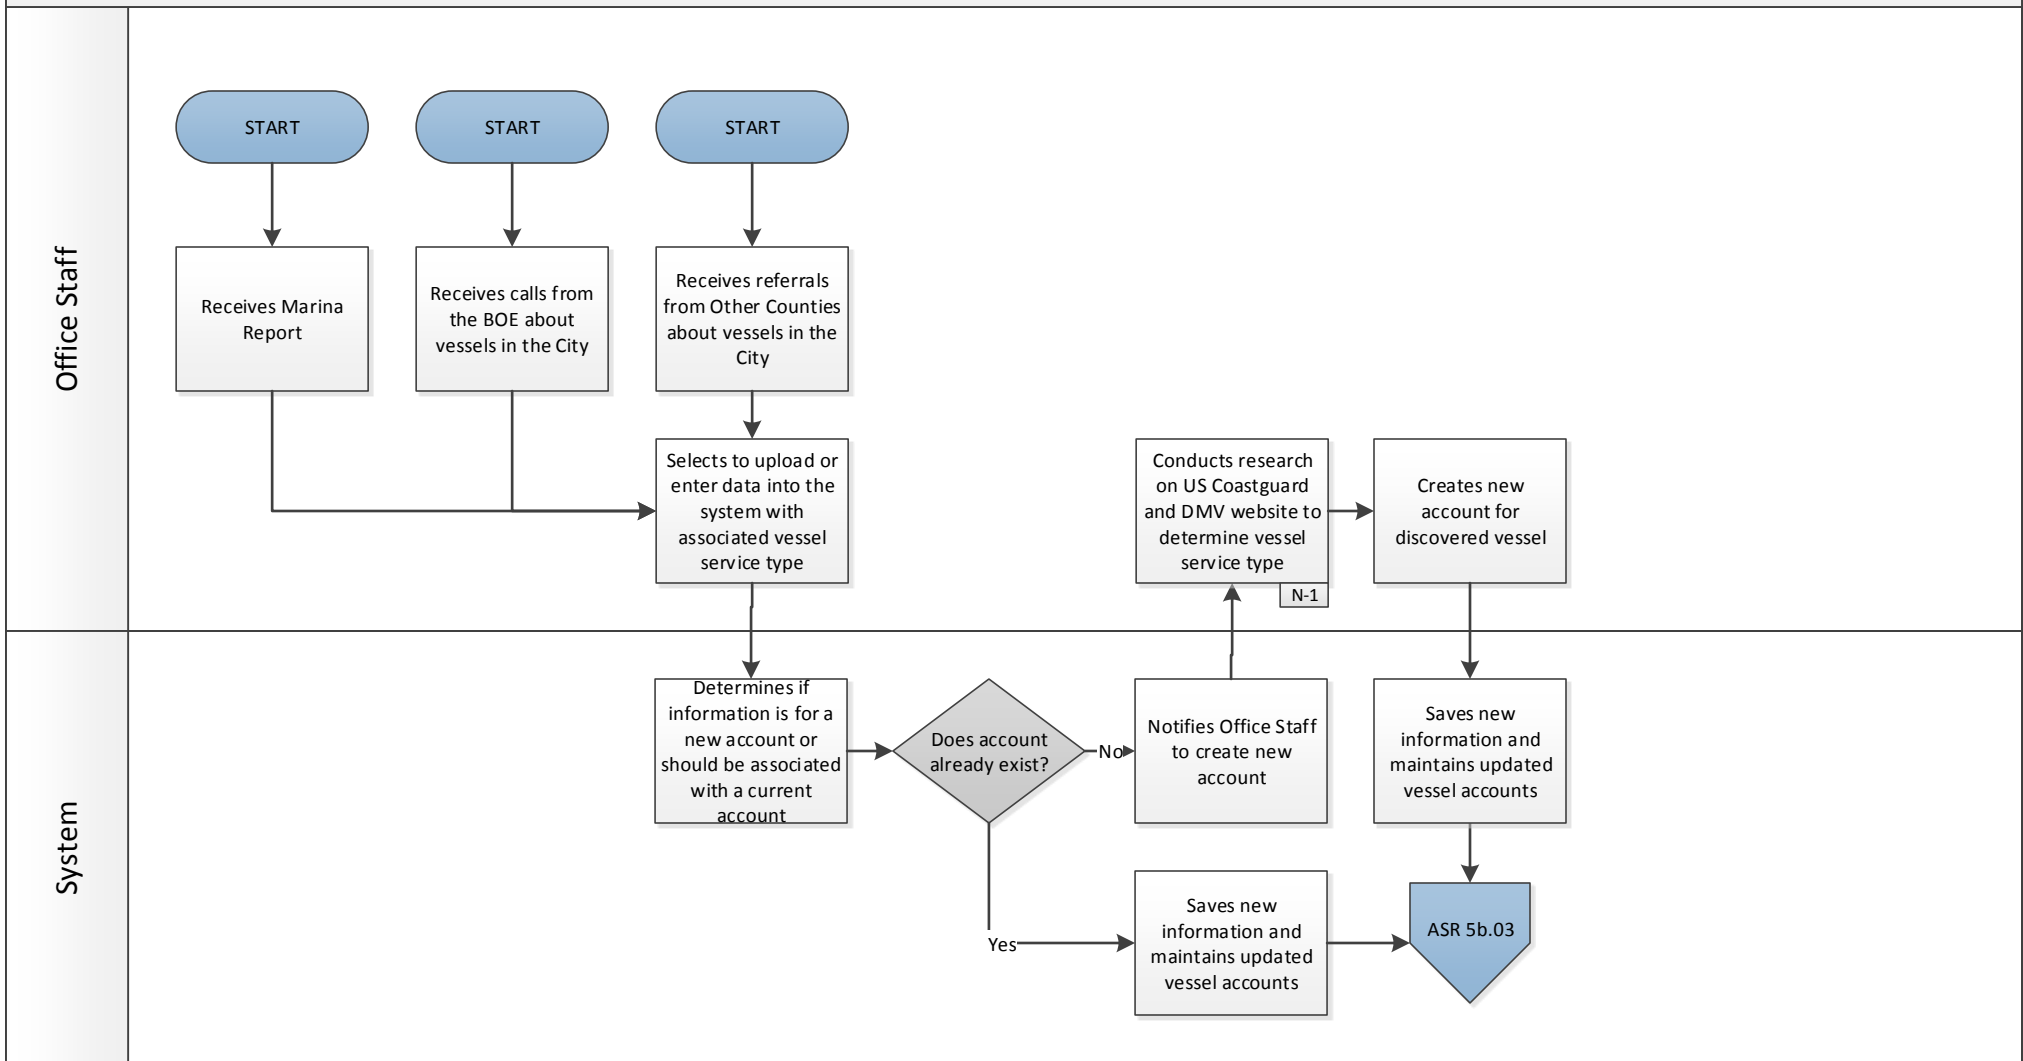 Office Staff
START
START
START
Receives Marina
Report
Receives calls from
the BOE about
vessels in the City
Receives referrals
from Other Counties
about vessels in the
City
Selects to upload or
enter data into the
system with
associated vessel
service type
Conducts research
on US Coastguard
and DMV website to
determine vessel
service type
N-1
Creates new
account for
discovered vessel
System
Determines if
information is for a
new account or
should be associated
with a current
account
Does account
already exist?
No
Notifies Office Staff
to create new
account
Saves new
information and
maintains updated
vessel accounts
Yes
Saves new
information and
maintains updated
vessel accounts
ASR 5b.03